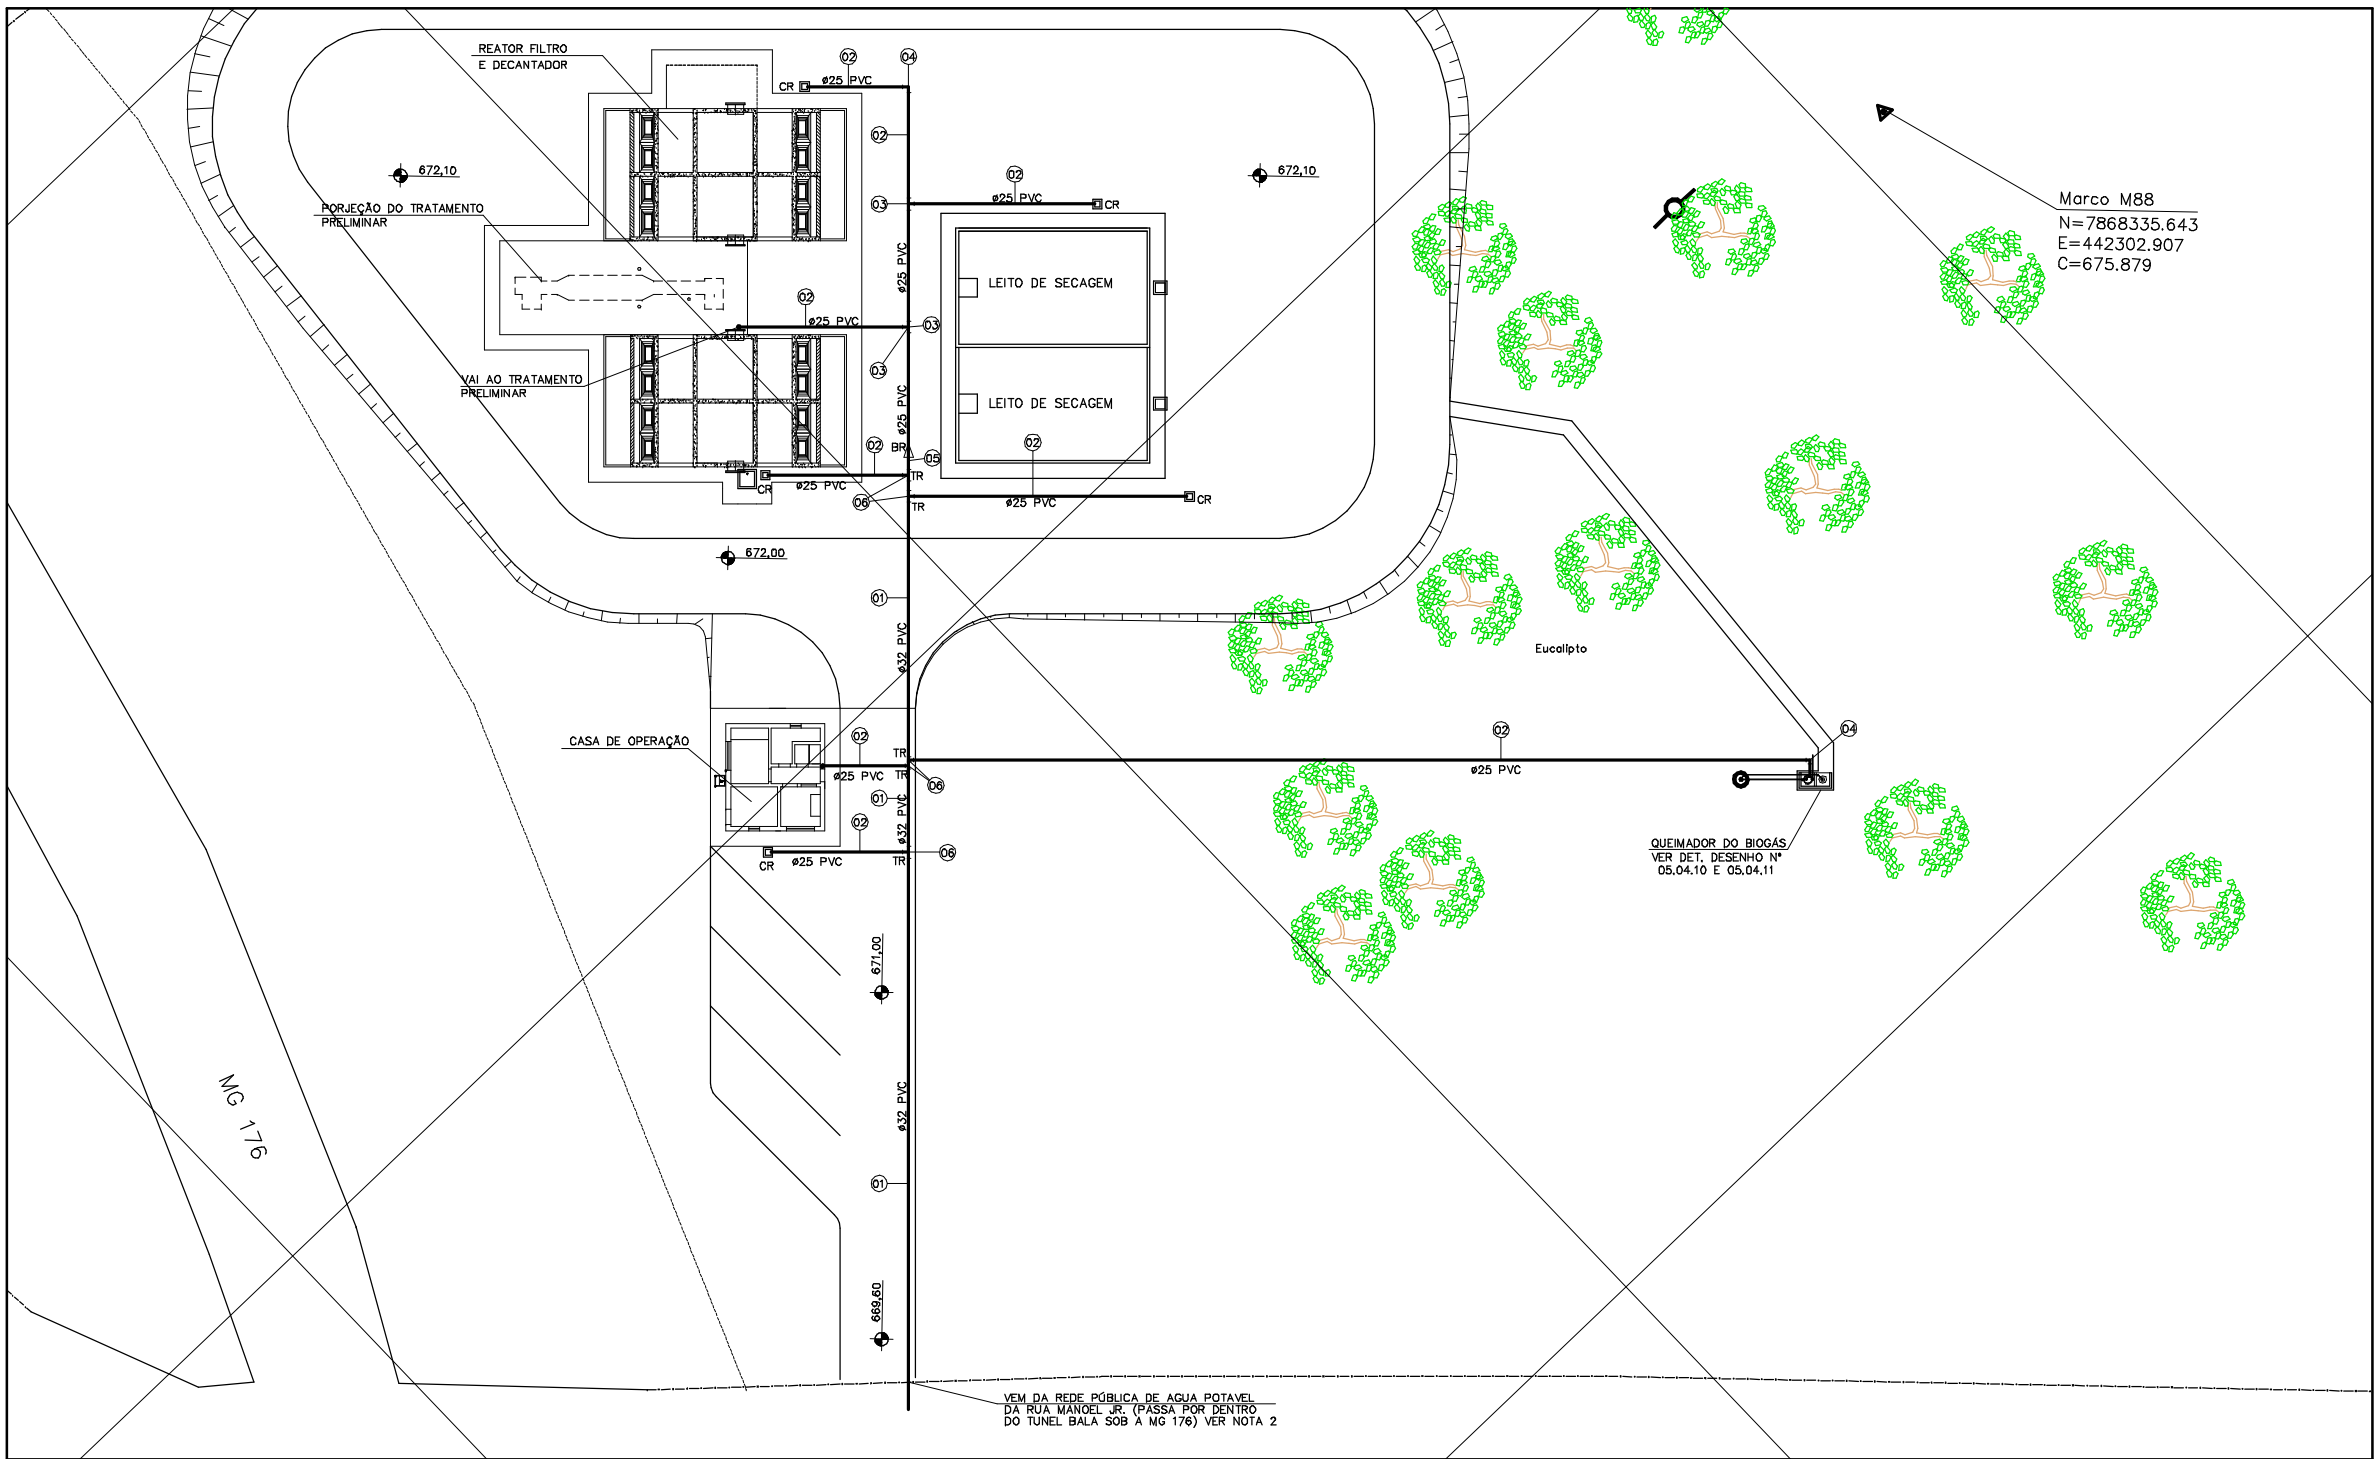 REATOR FILTRO
E DECANTADOR
02
04
CR
ø25 PVC
02
672,10
02
ø25 PVC
CR
03
672,10
Marco M88
N=7868335.643
E=442302.907
C=675.879
PORJEÇÃO DO TRATAMENTO
PRELIMINAR
ø25 PVC
LEITO DE SECAGEM
02
ø25 PVC
03
03
VAI AO TRATAMENTO
PRELIMINAR
ø25 PVC
LEITO DE SECAGEM
02
BR
05
02
TR
CR
ø25 PVC
06
TR
ø25 PVC
CR
672,00
01
ø32 PVC
Eucalipto
CASA DE OPERAÇÃO
02
TR
ø25 PVC
TR
06
02
ø25 PVC
04
01
ø32 PVC
02
CR
ø25 PVC
TR
06
QUEIMADOR DO BIOGÁS
VER DET. DESENHO Nº
05.04.10 E 05.04.11
671,00
MG 176
ø32 PVC
01
669,60
VEM DA REDE PÚBLICA DE AGUA POTAVEL
DA RUA MANOEL JR. (PASSA POR DENTRO
DO TUNEL BALA SOB A MG 176) VER NOTA 2